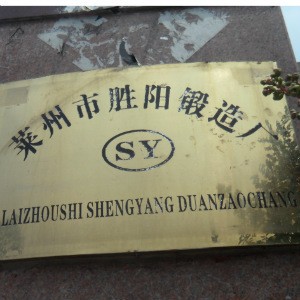 莱州市胜阳锻造厂
SY
LAIZHOUSHI SHENGYANG DUANZAOCHANG